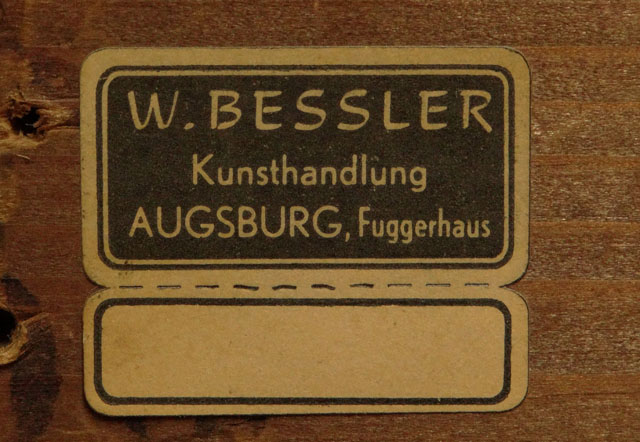 W. BESSLER
Kunsthandlung
AUGSBURG, Fuggerhaus